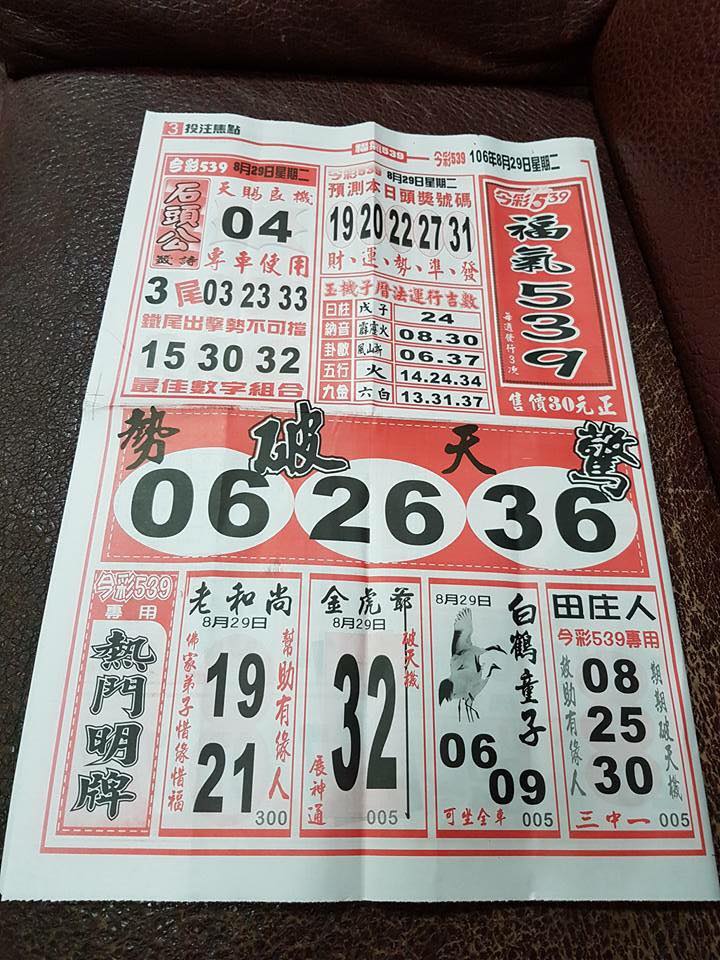 3 投注焦點
福氣539
今彩539 106年8月29日星期二
今彩539 8月29日星期二
石頭公
天賜良機
04
專車使用
3尾03 23 33
鐵尾出擊勢不可擋
15 30 32
最佳數字組合
今彩539 8月29日星期二
預測本日頭獎號碼
19 20 22 27 31
財、運、勢、準、發
玉機子曆法運行吉數
日柱 戊子 24
納音 霹靂火 08.30
卦數 風山漸 06.37
五行 火 14.24.34
九金 六白 13.31.37
今彩539
福氣539
每週發行3次
售價30元正
勢破天驚
06 26 36
今彩539
專用
熱門明牌
老和尚
8月29日
幫助有緣人
19
21
佛家弟子惜緣惜福
300
金虎爺
8月29日
破天機
32
展神通
005
8月29日
白鶴童子
06
09
可坐全車 005
田庄人
今彩539專用
期期破天機
08
25
30
救助有緣人
三中一 005